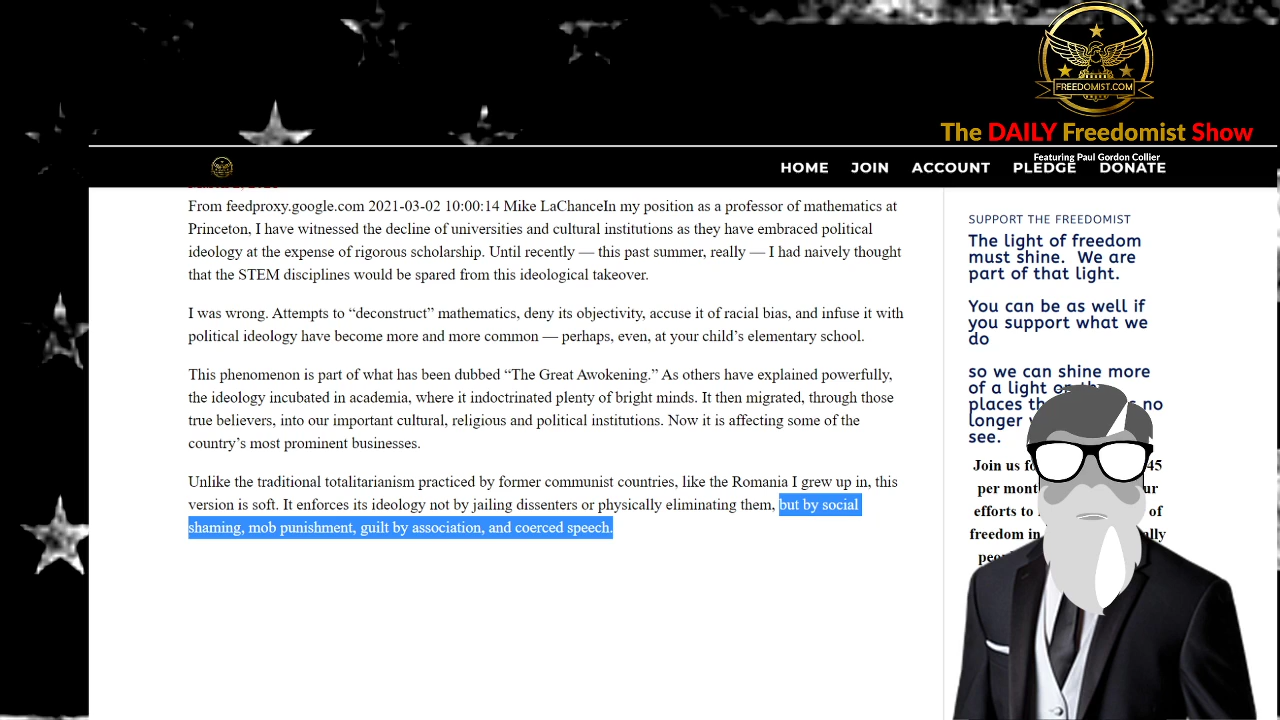 FREEDOMIST.COM
The DAILY Freedomist Show
Featuring Paul Gordon Collier
HOME JOIN ACCOUNT PLEDGE DONATE
From feedproxy.google.com 2021-03-02 10:00:14 Mike LaChanceIn my position as a professor of mathematics at
Princeton, I have witnessed the decline of universities and cultural institutions as they have embraced political
ideology at the expense of rigorous scholarship. Until recently — this past summer, really — I had naively thought
that the STEM disciplines would be spared from this ideological takeover.
I was wrong. Attempts to “deconstruct” mathematics, deny its objectivity, accuse it of racial bias, and infuse it with
political ideology have become more and more common — perhaps, even, at your child’s elementary school.
This phenomenon is part of what has been dubbed “The Great Awokening.” As others have explained powerfully,
the ideology incubated in academia, where it indoctrinated plenty of bright minds. It then migrated, through those
true believers, into our important cultural, religious and political institutions. Now it is affecting some of the
country’s most prominent businesses.
Unlike the traditional totalitarianism practiced by former communist countries, like the Romania I grew up in, this
version is soft. It enforces its ideology not by jailing dissenters or physically eliminating them, but by social
shaming, mob punishment, guilt by association, and coerced speech.
SUPPORT THE FREEDOMIST
The light of freedom
must shine. We are
part of that light.
You can be as well if
you support what we
do
so we can shine more
of a light
places no
longer
see.
Join us 45
per
efforts to of
freedom in